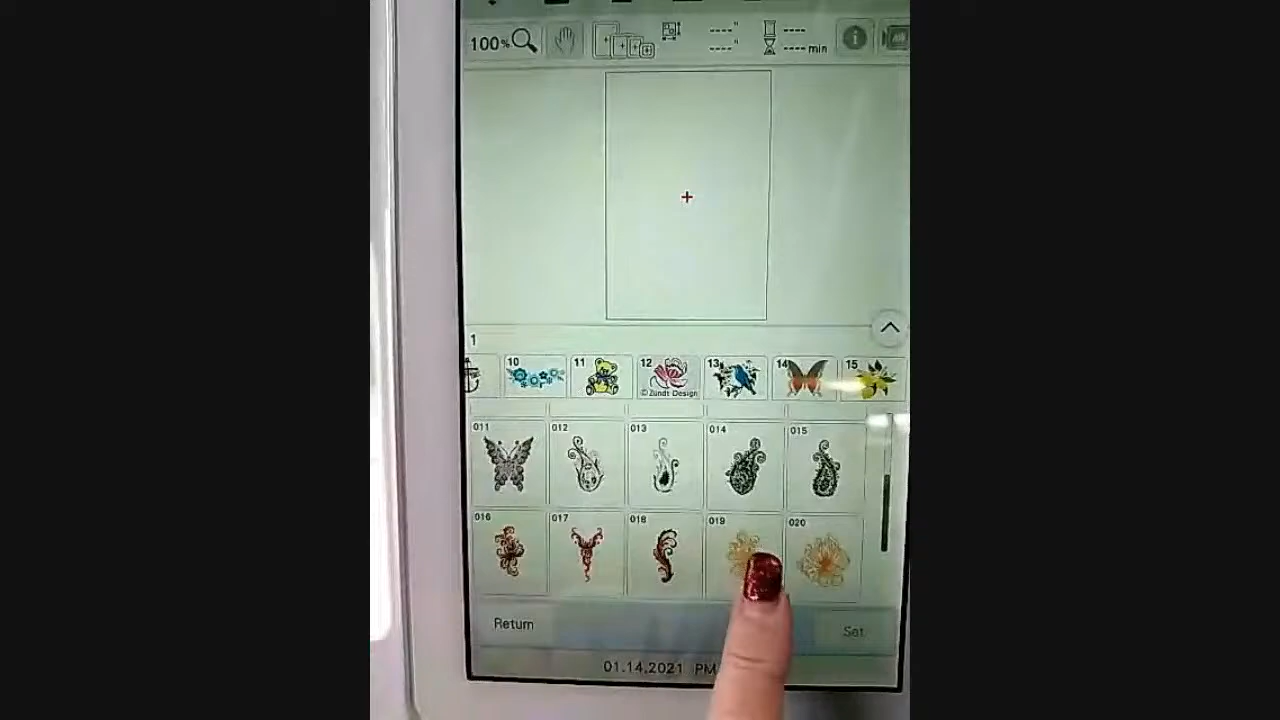 100%
----"
----"
----
---- min
1
10 11 12 13 14 15
© Zundt Design
011 012 013 014 015
016 017 018 019 020
Return Set
01.14.2021 PM